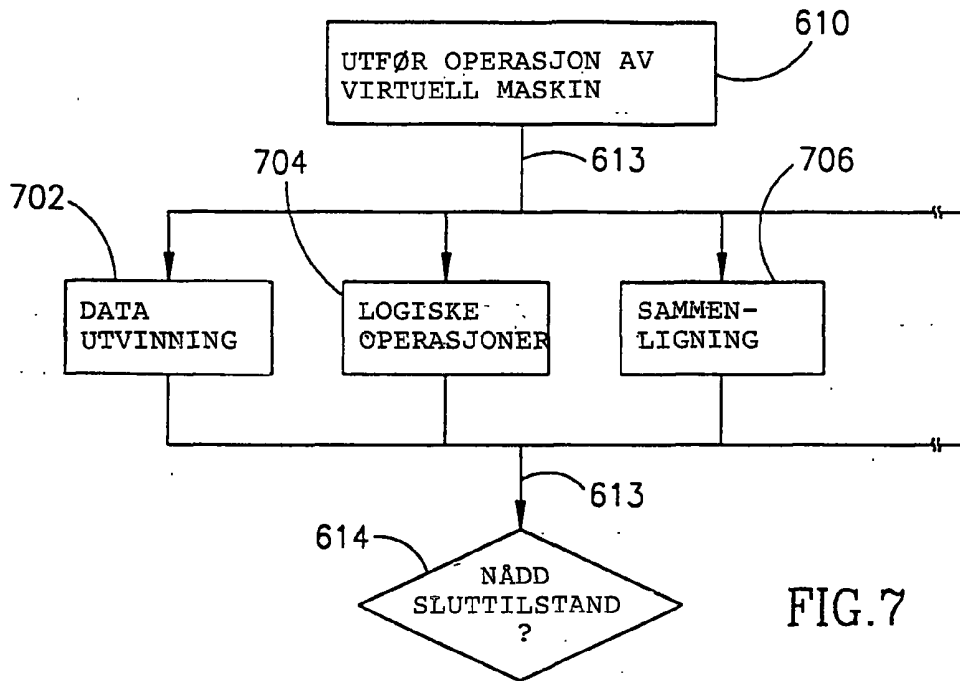 610
UTFØR OPERASJON AV
VIRTUELL MASKIN
613
704
706
702
DATA
UTVINNING
LOGISKE
OPERASJONER
SAMMEN-
LIGNING
613
614
NÅDD
SLUTTILSTAND
?
FIG.7